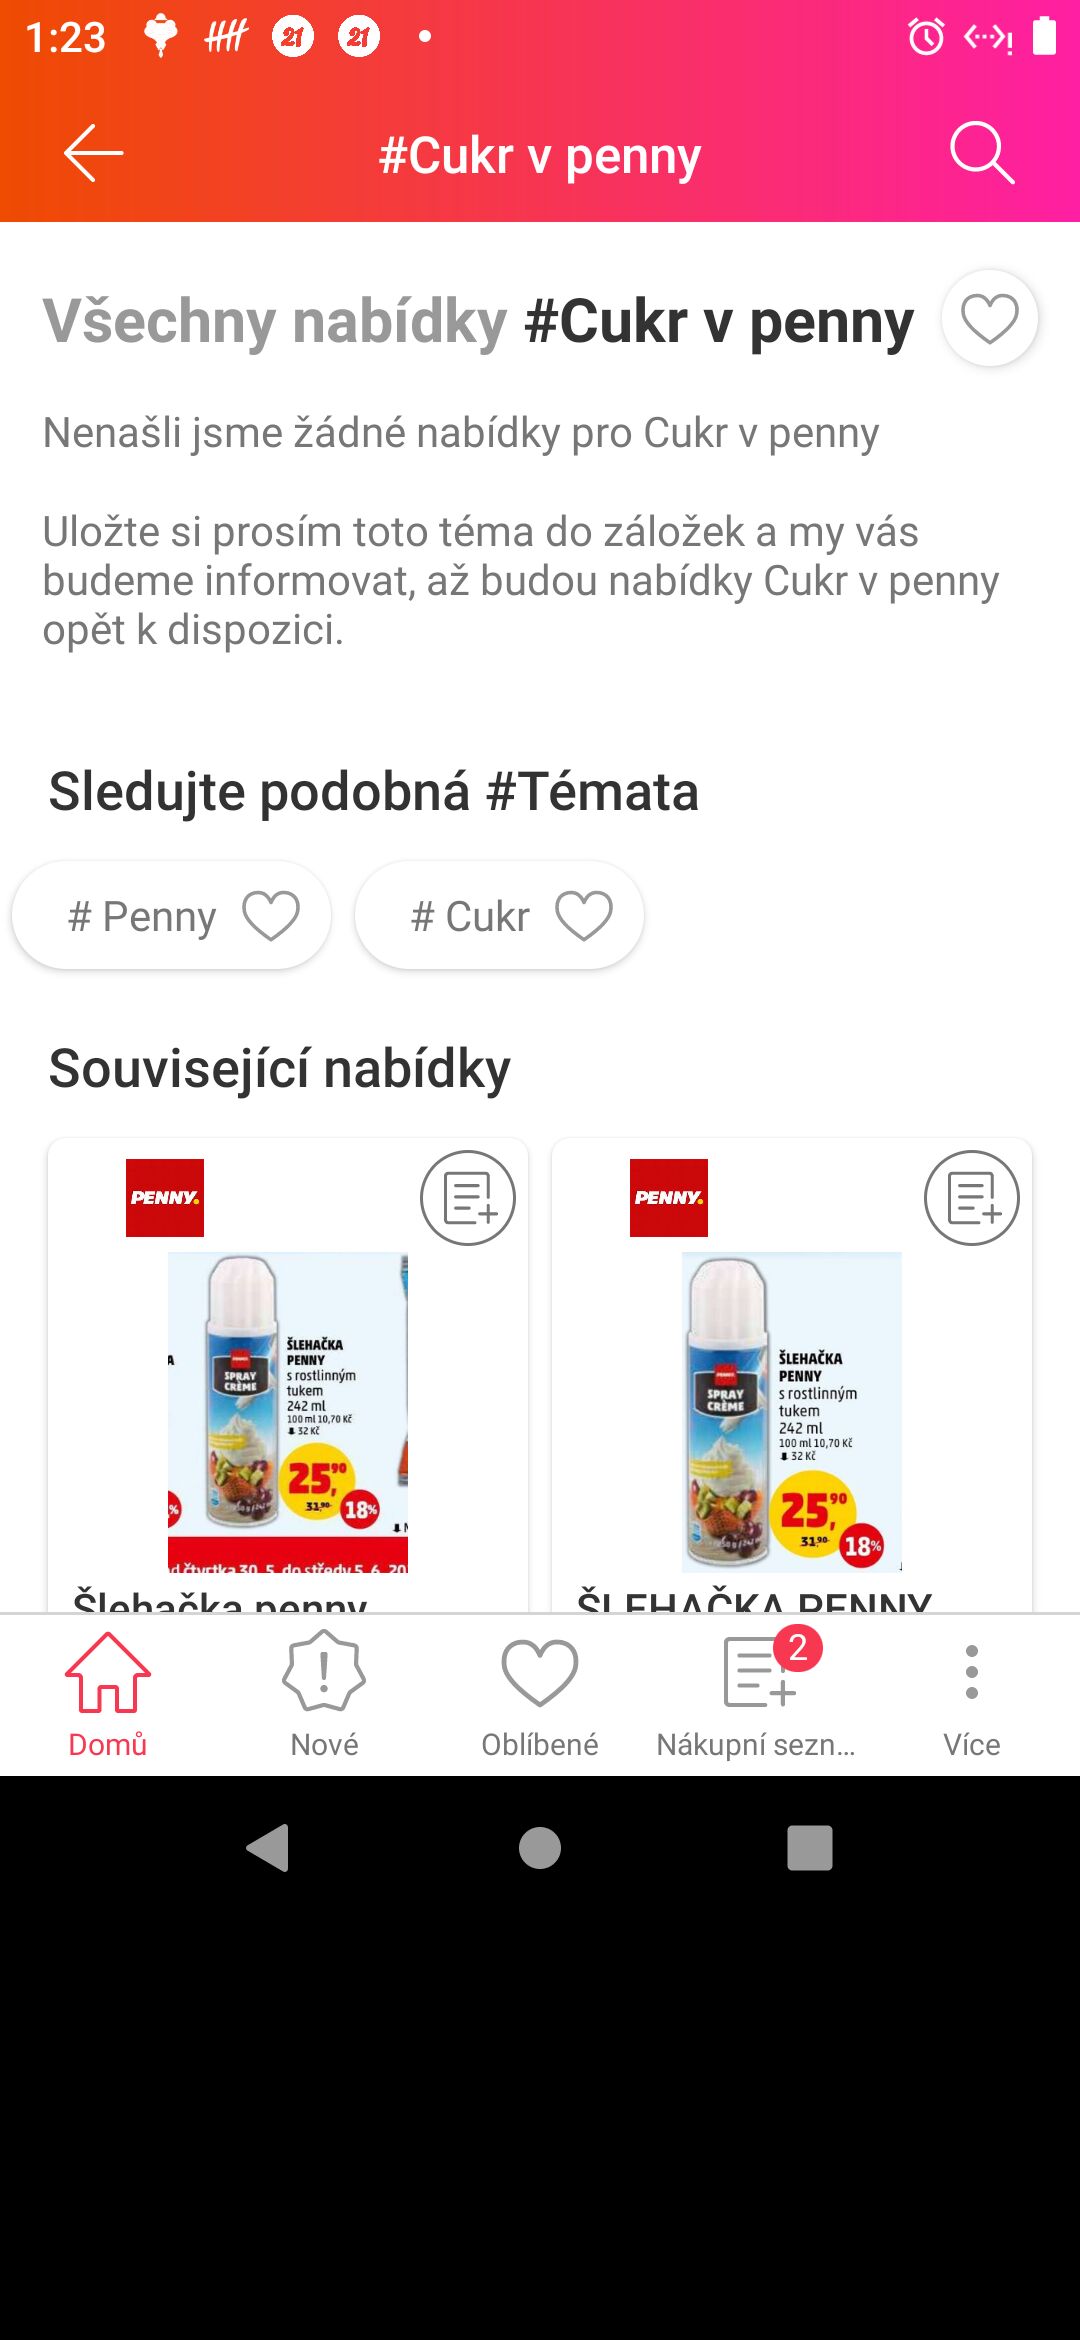 1:23
21
21
#Cukr v penny
Všechny nabídky #Cukr v penny
Nenašli jsme žádné nabídky pro Cukr v penny
Uložte si prosím toto téma do záložek a my vás
budeme informovat, až budou nabídky Cukr v penny
opět k dispozici.
Sledujte podobná #Témata
# Penny
# Cukr
Související nabídky
PENNY.
PENNY.
ŠLEHAČKA
PENNY
s rostlinným
tukem
242 ml
100 ml 10,70 Kč
32 Kč
25,90
31,90
18%
SPRAY
CRÈME
čtvrtka 30. 5. do středy 5. 6. 20
ŠLEHAČKA
PENNY
s rostlinným
tukem
242 ml
100 ml 10,70 Kč
32 Kč
25,90
31,90
18%
SPRAY
CRÈME
Šlehačka penny
ŠLEHAČKA PENNY
2
Domů
Nové
Oblíbené
Nákupní sezn...
Více